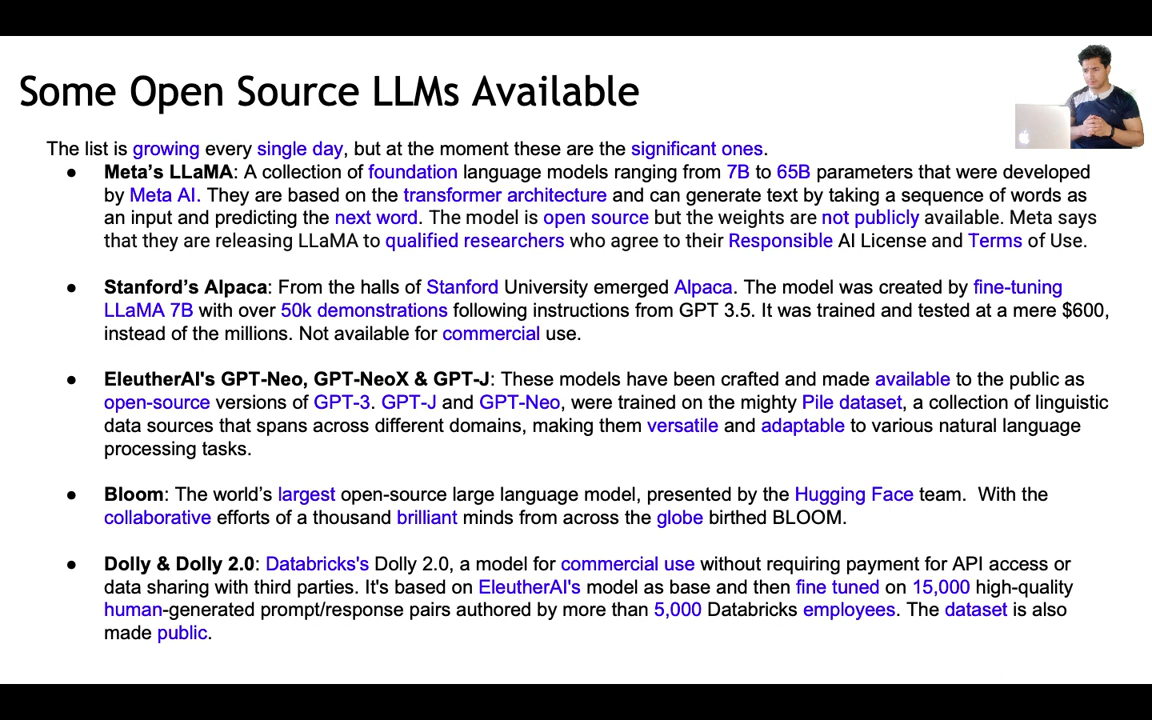 Some Open Source LLMs Available
The list is growing every single day, but at the moment these are the significant ones.
● Meta's LLaMA: A collection of foundation language models ranging from 7B to 65B parameters that were developed
by Meta AI. They are based on the transformer architecture and can generate text by taking a sequence of words as
an input and predicting the next word. The model is open source but the weights are not publicly available. Meta says
that they are releasing LLaMA to qualified researchers who agree to their Responsible AI License and Terms of Use.
● Stanford's Alpaca: From the halls of Stanford University emerged Alpaca. The model was created by fine-tuning
LLaMA 7B with over 50k demonstrations following instructions from GPT 3.5. It was trained and tested at a mere $600,
instead of the millions. Not available for commercial use.
● EleutherAI's GPT-Neo, GPT-NeoX & GPT-J: These models have been crafted and made available to the public as
open-source versions of GPT-3. GPT-J and GPT-Neo, were trained on the mighty Pile dataset, a collection of linguistic
data sources that spans across different domains, making them versatile and adaptable to various natural language
processing tasks.
● Bloom: The world's largest open-source large language model, presented by the Hugging Face team. With the
collaborative efforts of a thousand brilliant minds from across the globe birthed BLOOM.
● Dolly & Dolly 2.0: Databricks's Dolly 2.0, a model for commercial use without requiring payment for API access or
data sharing with third parties. It's based on EleutherAI's model as base and then fine tuned on 15,000 high-quality
human-generated prompt/response pairs authored by more than 5,000 Databricks employees. The dataset is also
made public.